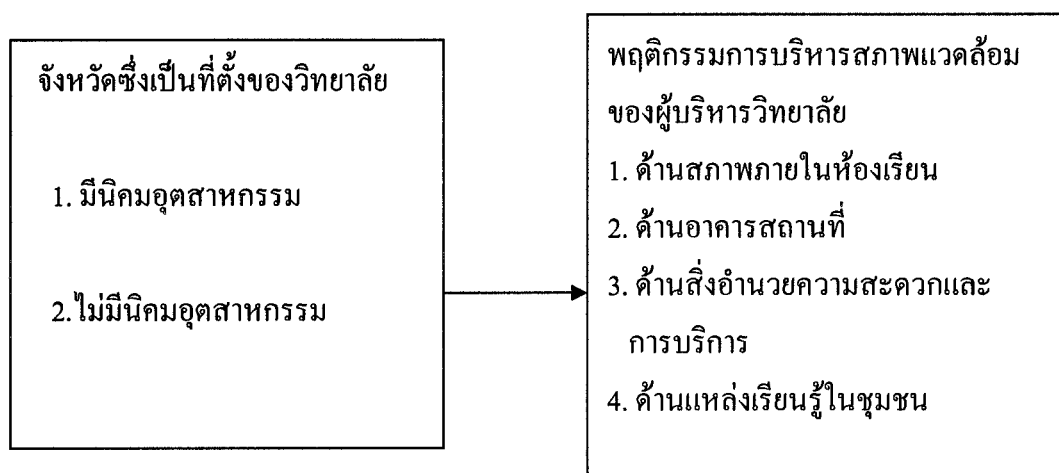 จังหวัดซึ่งเป็นที่ตั้งของวิทยาลัย
1. มีนิคมอุตสาหกรรม
2.ไม่มีนิคมอุตสาหกรรม
พฤติกรรมการบริหารสภาพแวดล้อม
ของผู้บริหารวิทยาลัย
1. ด้านสภาพภายในห้องเรียน
2. ด้านอาคารสถานที่
3. ด้านสิ่งอำนวยความสะดวกและ
การบริการ
4. ด้านแหล่งเรียนรู้ในชุมชน